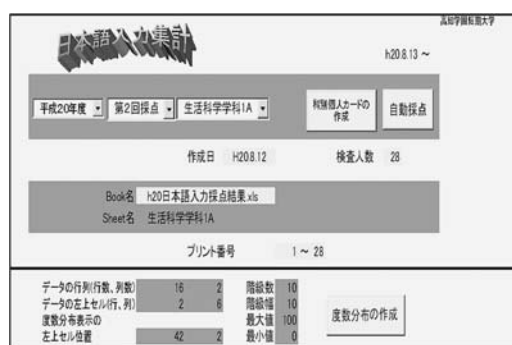 高知学園短期大学
日本語入力集計
h20.8.13 ～
平成20年度 第2回採点 生活科学学科1A 科別個人カードの作成 自動採点
作成日 H20.8.12 検査人数 28
Book名 h20日本語入力採点結果.xls
Sheet名 生活科学学科1A
プリント番号 1 ～ 28
データの行列(行数、列数) 16 2 階級数 10
データの左上セル(行、列) 2 6 階級幅 10
度数分布表示の 最大値 100
左上セル位置 42 2 最小値 0
度数分布の作成